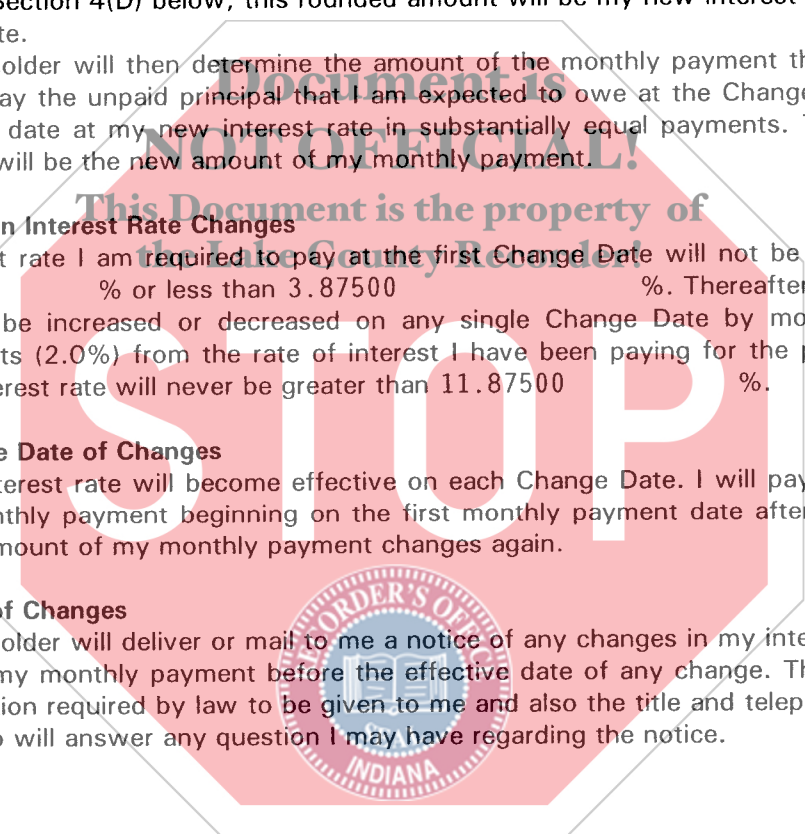 Section 4(D) below, this rounded amount will be my new interest
te.
older will then determine the amount of the monthly payment th
ay the unpaid principal that I am expected to owe at the Change
date at my new interest rate in substantially equal payments. T
will be the new amount of my monthly payment.
Document is
NOT OFFICIAL!
This Document is the property of
the Lake County Recorder!
n Interest Rate Changes
t rate I am required to pay at the first Change Date will not be
% or less than 3.87500 %. Thereafter
be increased or decreased on any single Change Date by mo
ts (2.0%) from the rate of interest I have been paying for the p
erest rate will never be greater than 11.87500 %.
STOP
e Date of Changes
terest rate will become effective on each Change Date. I will pay
nthly payment beginning on the first monthly payment date after
mount of my monthly payment changes again.
of Changes
older will deliver or mail to me a notice of any changes in my inte
my monthly payment before the effective date of any change. Th
tion required by law to be given to me and also the title and telep
o will answer any question I may have regarding the notice.
RECORDER'S OFFICE
SEAL
INDIANA